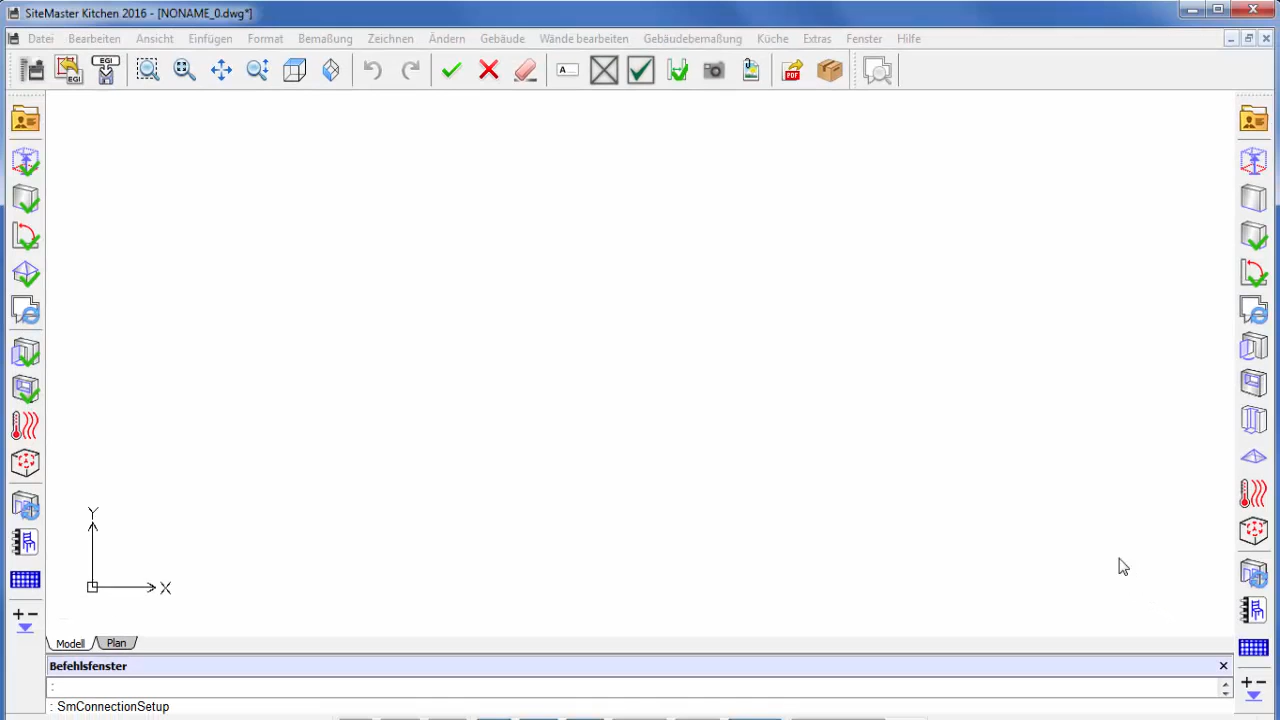 SiteMaster Kitchen 2016 - [NONAME_0.dwg*]
Datei Bearbeiten Ansicht Einfügen Format Bemaßung Zeichnen Ändern Gebäude Wände bearbeiten Gebäudebemaßung Küche Extras Fenster Hilfe
EGI EGI A PDF
Y
X
Modell Plan
Befehlsfenster
:
: SmConnectionSetup